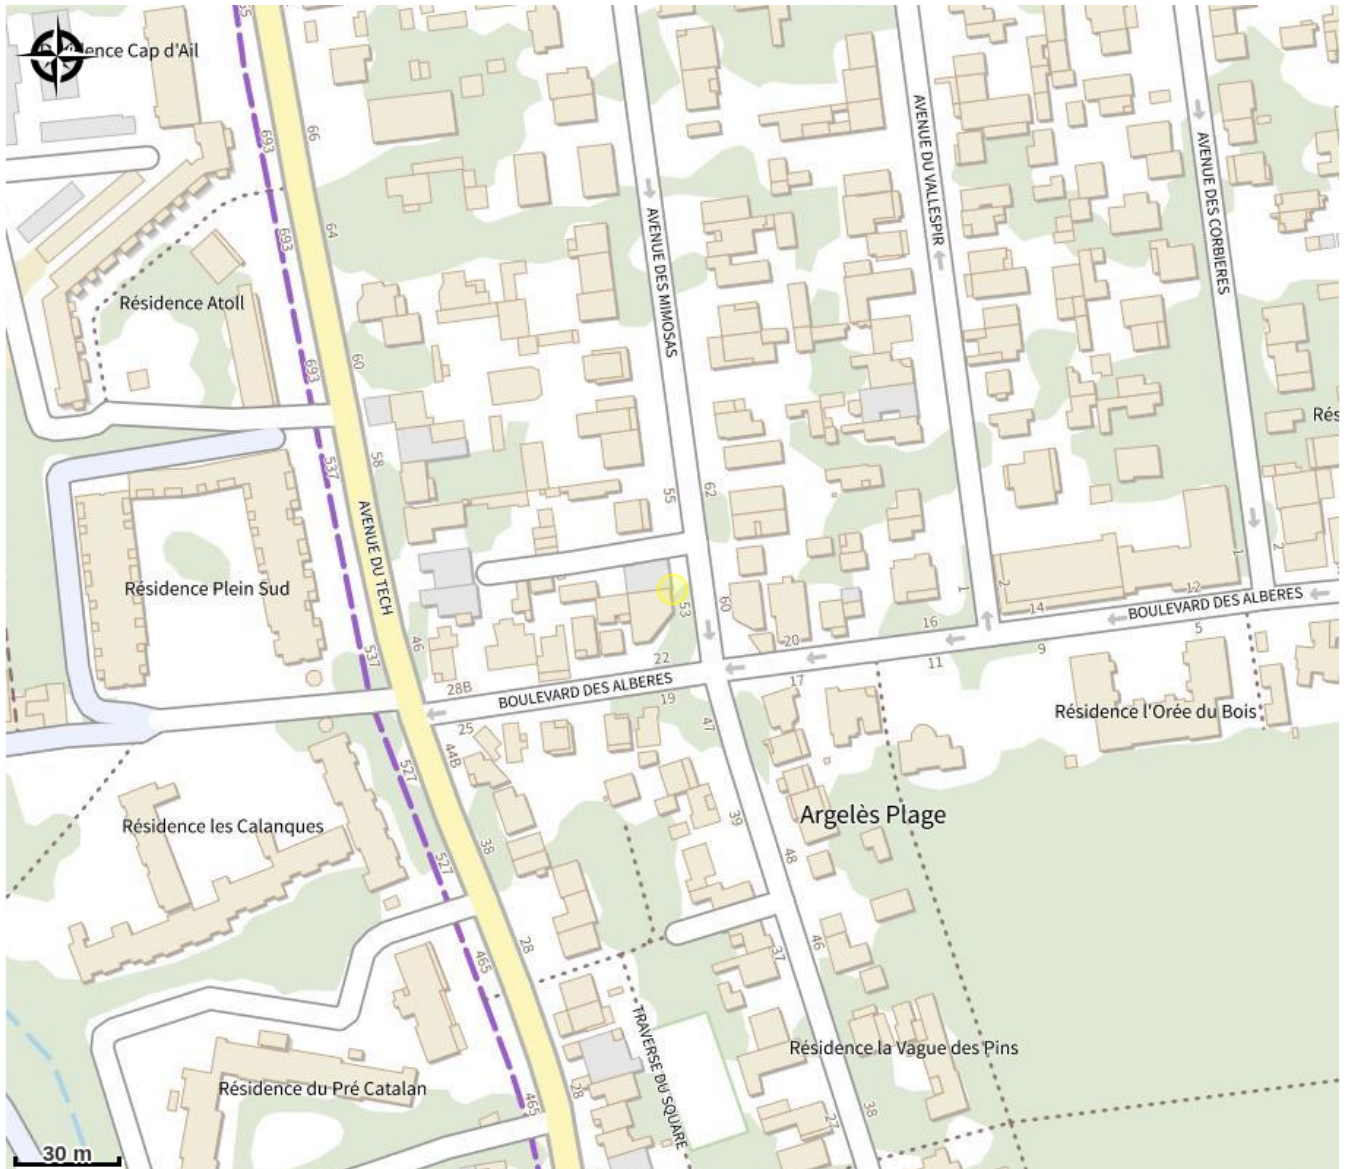 Résidence Cap d'Ail
693
66
64
693
AVENUE DES MIMOSAS
AVENUE DU VALLESPIR
AVENUE DES CORBIERES
Résidence Atoll
693
60
Rés
58
537
55
62
AVENUE DU TECH
Résidence Plein Sud
53
60
1
2
1
2
12
14
BOULEVARD DES ALBERES
16
5
20
9
11
46
537
22
17
28B
BOULEVARD DES ALBERES
19
25
47
Résidence l'Orée du Bois
44B
527
Argelès Plage
39
Résidence les Calanques
38
527
48
28
46
37
465
TRAVERSE DU SQUARE
Résidence la Vague des Pins
Résidence du Pré Catalan
28
465
38
27
30 m